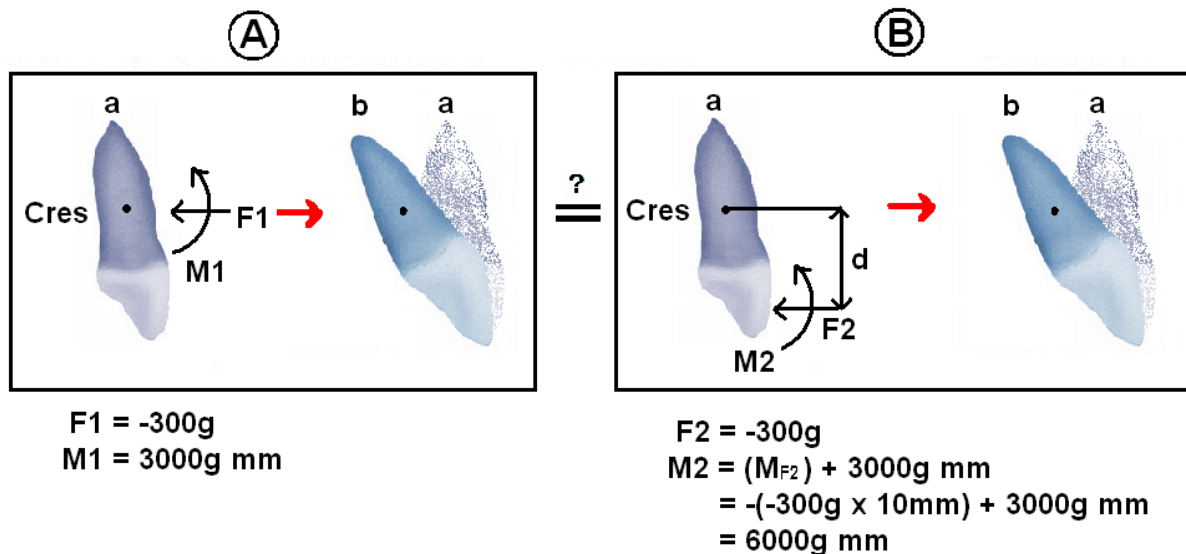 A
B
a
b a
Cres
F1
M1
?
=
a
b a
Cres
d
F2
M2
F1 = -300g
M1 = 3000g mm
F2 = -300g
M2 = (MF2) + 3000g mm
= -(-300g x 10mm) + 3000g mm
= 6000g mm